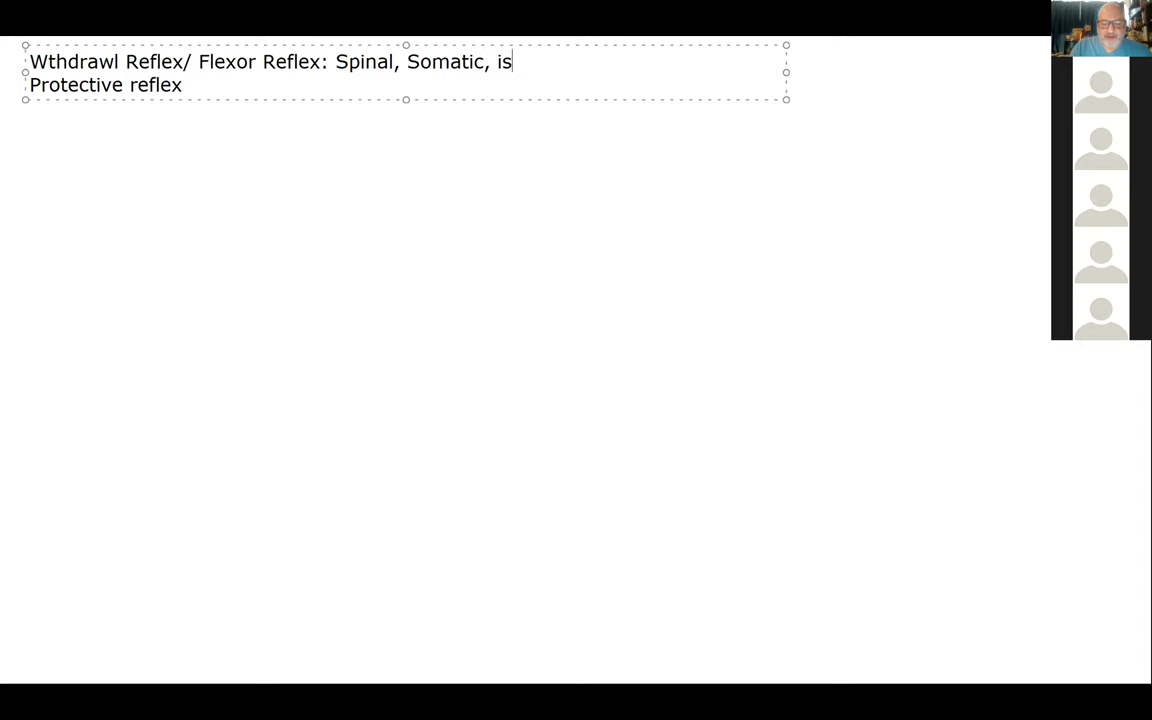 Wthdrawl Reflex/ Flexor Reflex: Spinal, Somatic, is
Protective reflex